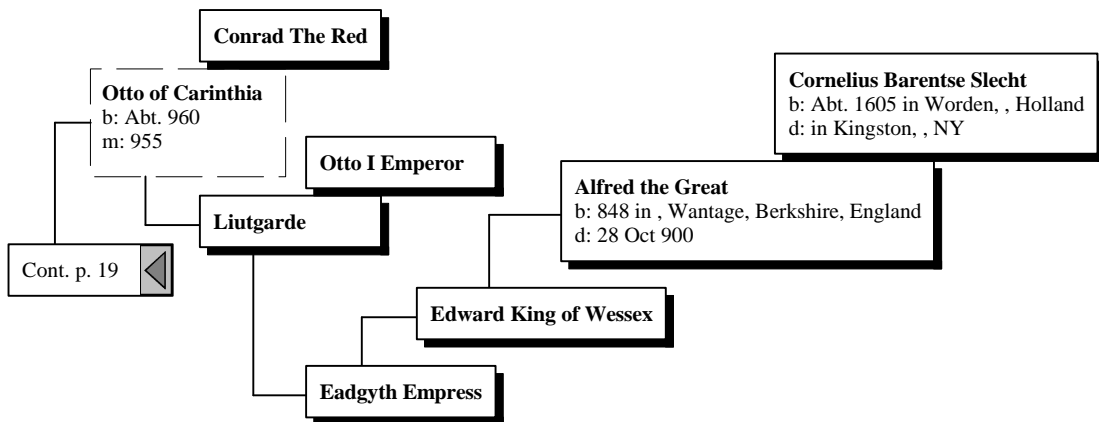 Conrad The Red
Otto of Carinthia
b: Abt. 960
m: 955
Cornelius Barentse Slecht
b: Abt. 1605 in Worden, , Holland
d: in Kingston, , NY
Otto I Emperor
Alfred the Great
b: 848 in , Wantage, Berkshire, England
d: 28 Oct 900
Liutgarde
Cont. p. 19
Edward King of Wessex
Eadgyth Empress